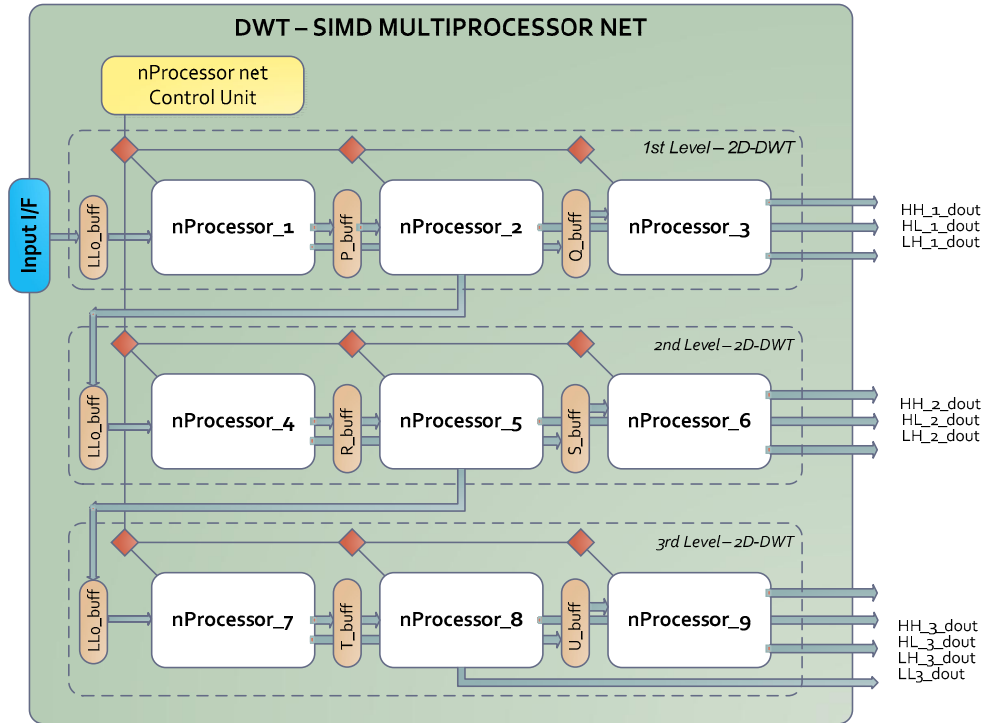 DWT – SIMD MULTIPROCESSOR NET
nProcessor net
Control Unit
1st Level – 2D-DWT
Input I/F
LLo_buff
nProcessor_1
P_buff
nProcessor_2
Q_buff
nProcessor_3
HH_1_dout
HL_1_dout
LH_1_dout
2nd Level – 2D-DWT
LLo_buff
nProcessor_4
R_buff
nProcessor_5
S_buff
nProcessor_6
HH_2_dout
HL_2_dout
LH_2_dout
3rd Level – 2D-DWT
LLo_buff
nProcessor_7
T_buff
nProcessor_8
U_buff
nProcessor_9
HH_3_dout
HL_3_dout
LH_3_dout
LL3_dout